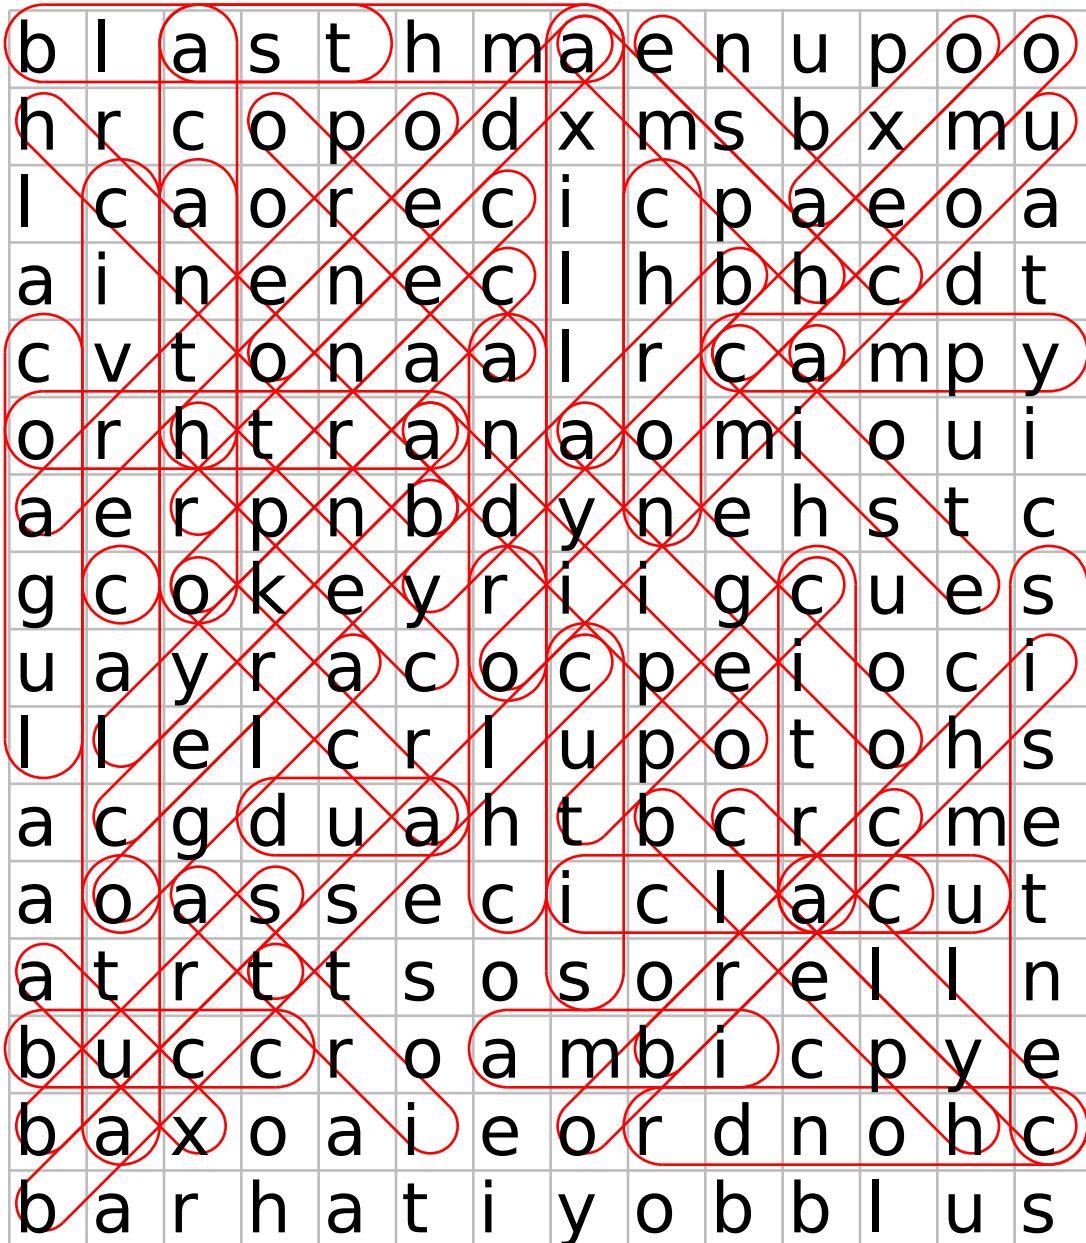 b l a s t h m a e n u p o o
h r c o p o d x m s b x m u
l c a o r e c i c p a e o a
a i n e n e c l h b h c d t
c v t o n a a l r c a m p y
o r h t r a n a o m i o u i
a e r p n b d y n e h s t c
g c o k e y r i i g c u e s
u a y r a c o c p e i o c i
l l e l c r l u p o t o h s
a c g d u a h t b c r c m e
a o a s s e c i c l a c u t
a t r t t s o s o r e l l n
b u c c r o a m b i c p y e
b a x o a i e o r d n o h c
b a r h a t i y o b b l u s